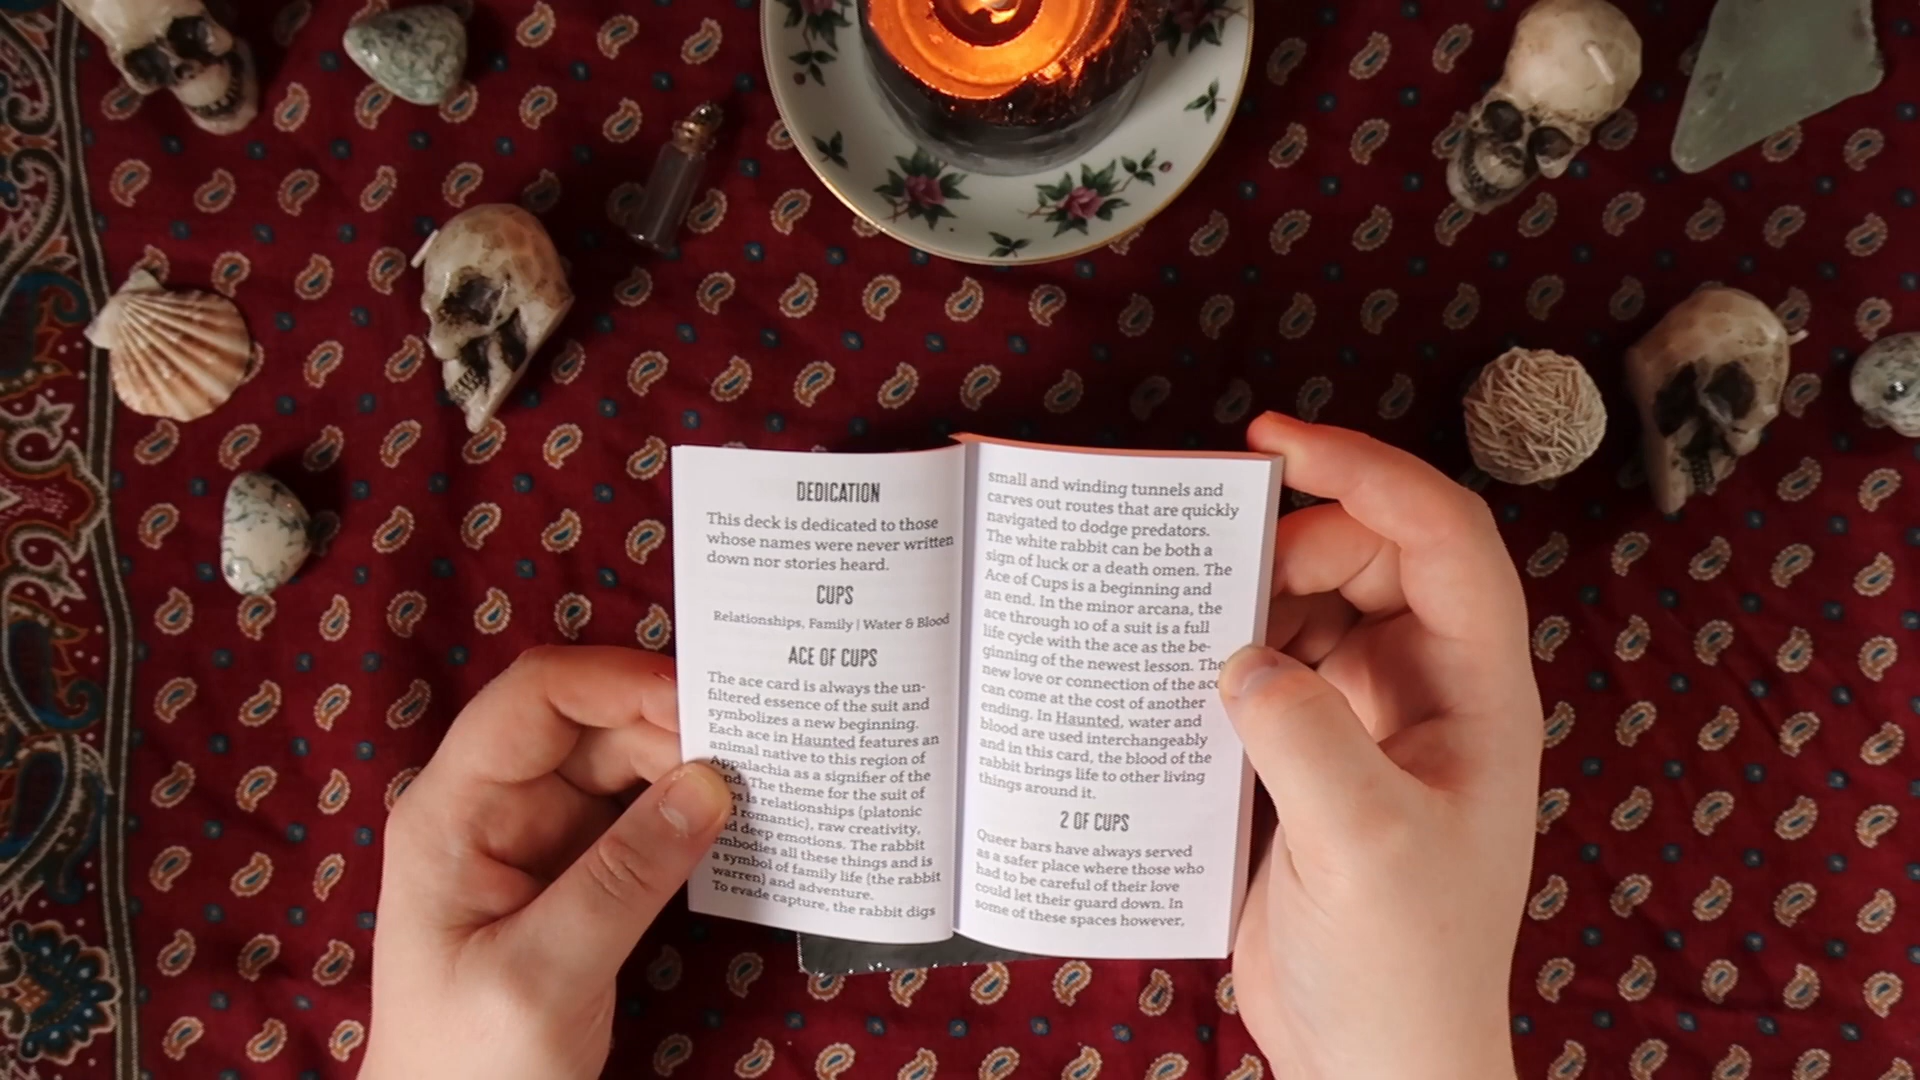 DEDICATION
This deck is dedicated to those
whose names were never written
down nor stories heard.
CUPS
Relationships, Family | Water & Blood
ACE OF CUPS
The ace card is always the un-
filtered essence of the suit and
symbolizes a new beginning.
Each ace in Haunted features an
animal native to this region of
Appalachia as a signifier of the
The theme for the suit of
is relationships (platonic
romantic), raw creativity,
deep emotions. The rabbit
embodies all these things and is
a symbol of family life (the rabbit
warren) and adventure.
To evade capture, the rabbit digs
small and winding tunnels and
carves out routes that are quickly
navigated to dodge predators.
The white rabbit can be both a
sign of luck or a death omen. The
Ace of Cups is a beginning and
an end. In the minor arcana, the
ace through 10 of a suit is a full
life cycle with the ace as the be-
ginning of the newest lesson. The
new love or connection of the ace
can come at the cost of another
ending. In Haunted, water and
blood are used interchangeably
and in this card, the blood of the
rabbit brings life to other living
things around it.
2 OF CUPS
Queer bars have always served
as a safer place where those who
had to be careful of their love
could let their guard down. In
some of these spaces however,